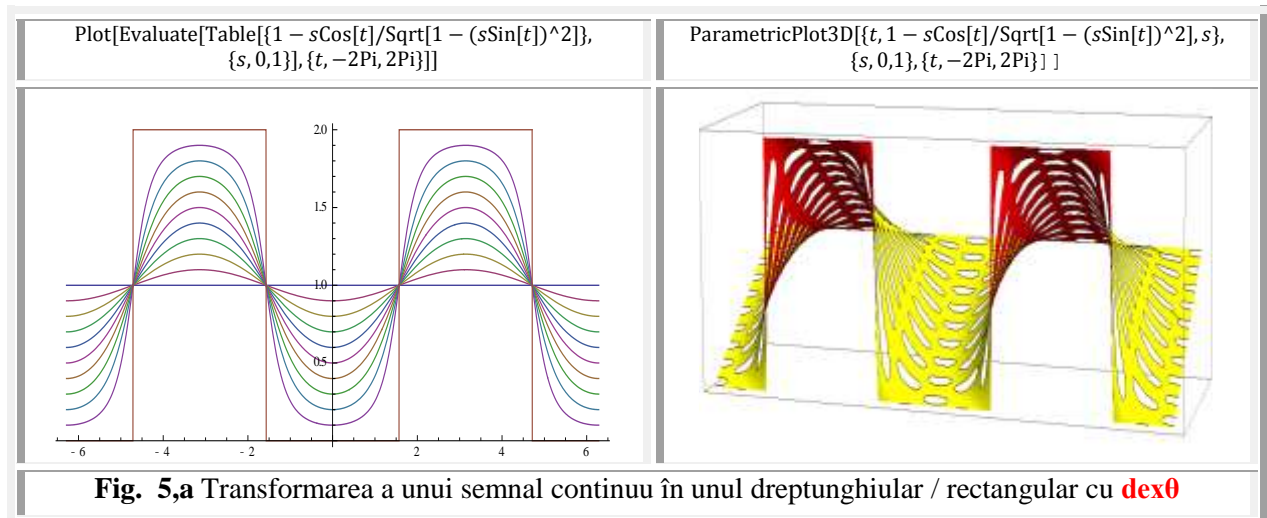 Plot[Evaluate[Table[{1 − sCos[t]/Sqrt[1 − (sSin[t])^2]},
{s, 0,1}], {t, −2Pi, 2Pi}]]
ParametricPlot3D[{t, 1 − sCos[t]/Sqrt[1 − (sSin[t])^2], s},
{s, 0,1}, {t, −2Pi, 2Pi}] ]
2.0
1.5
1.0
0.5
- 6
- 4
- 2
2
4
6
Fig. 5,a Transformarea a unui semnal continuu în unul dreptunghiular / rectangular cu dexθ